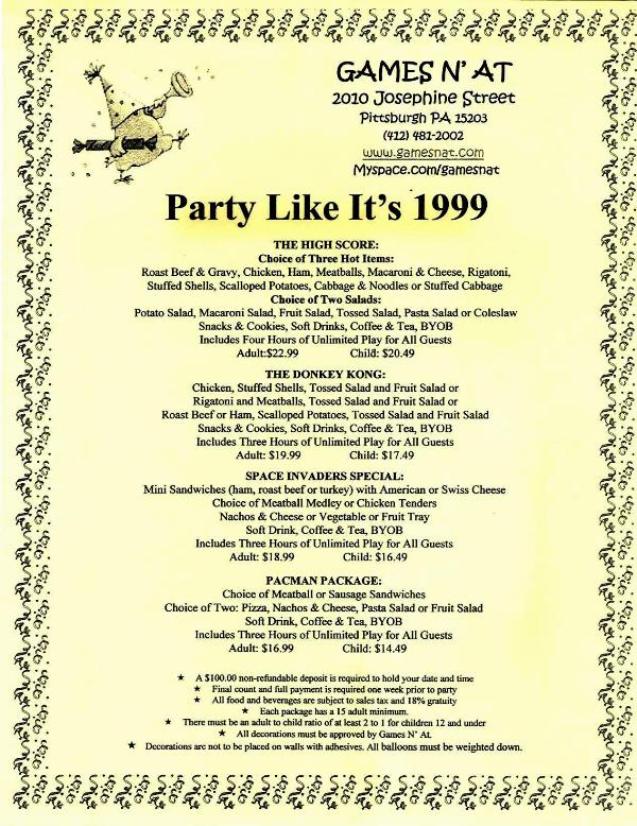 GAMES N' AT
2010 Josephine Street
Pittsburgh PA 15203
(412) 481-2002
www.gamesnat.com
Myspace.com/gamesnat
Party Like It's 1999
THE HIGH SCORE:
Choice of Three Hot Items:
Roast Beef & Gravy, Chicken, Ham, Meatballs, Macaroni & Cheese, Rigatoni,
Stuffed Shells, Scalloped Potatoes, Cabbage & Noodles or Stuffed Cabbage
Choice of Two Salads:
Potato Salad, Macaroni Salad, Fruit Salad, Tossed Salad, Pasta Salad or Coleslaw
Snacks & Cookies, Soft Drinks, Coffee & Tea, BYOB
Includes Four Hours of Unlimited Play for All Guests
Adult:$22.99 Child: $20.49
THE DONKEY KONG:
Chicken, Stuffed Shells, Tossed Salad and Fruit Salad or
Rigatoni and Meatballs, Tossed Salad and Fruit Salad or
Roast Beef or Ham, Scalloped Potatoes, Tossed Salad and Fruit Salad
Snacks & Cookies, Soft Drinks, Coffee & Tea, BYOB
Includes Three Hours of Unlimited Play for All Guests
Adult: $19.99 Child: $17.49
SPACE INVADERS SPECIAL:
Mini Sandwiches (ham, roast beef or turkey) with American or Swiss Cheese
Choice of Meatball Medley or Chicken Tenders
Nachos & Cheese or Vegetable or Fruit Tray
Soft Drink, Coffee & Tea, BYOB
Includes Three Hours of Unlimited Play for All Guests
Adult: $18.99 Child: $16.49
PACMAN PACKAGE:
Choice of Meatball or Sausage Sandwiches
Choice of Two: Pizza, Nachos & Cheese, Pasta Salad or Fruit Salad
Soft Drink, Coffee & Tea, BYOB
Includes Three Hours of Unlimited Play for All Guests
Adult: $16.99 Child: $14.49
★ A $100.00 non-refundable deposit is required to hold your date and time
★ Final count and full payment is required one week prior to party
★ All food and beverages are subject to sales tax and 18% gratuity
★ Each package has a 15 adult minimum.
★ There must be an adult to child ratio of at least 2 to 1 for children 12 and under
★ All decorations must be approved by Games N' At.
★ Decorations are not to be placed on walls with adhesives. All balloons must be weighted down.